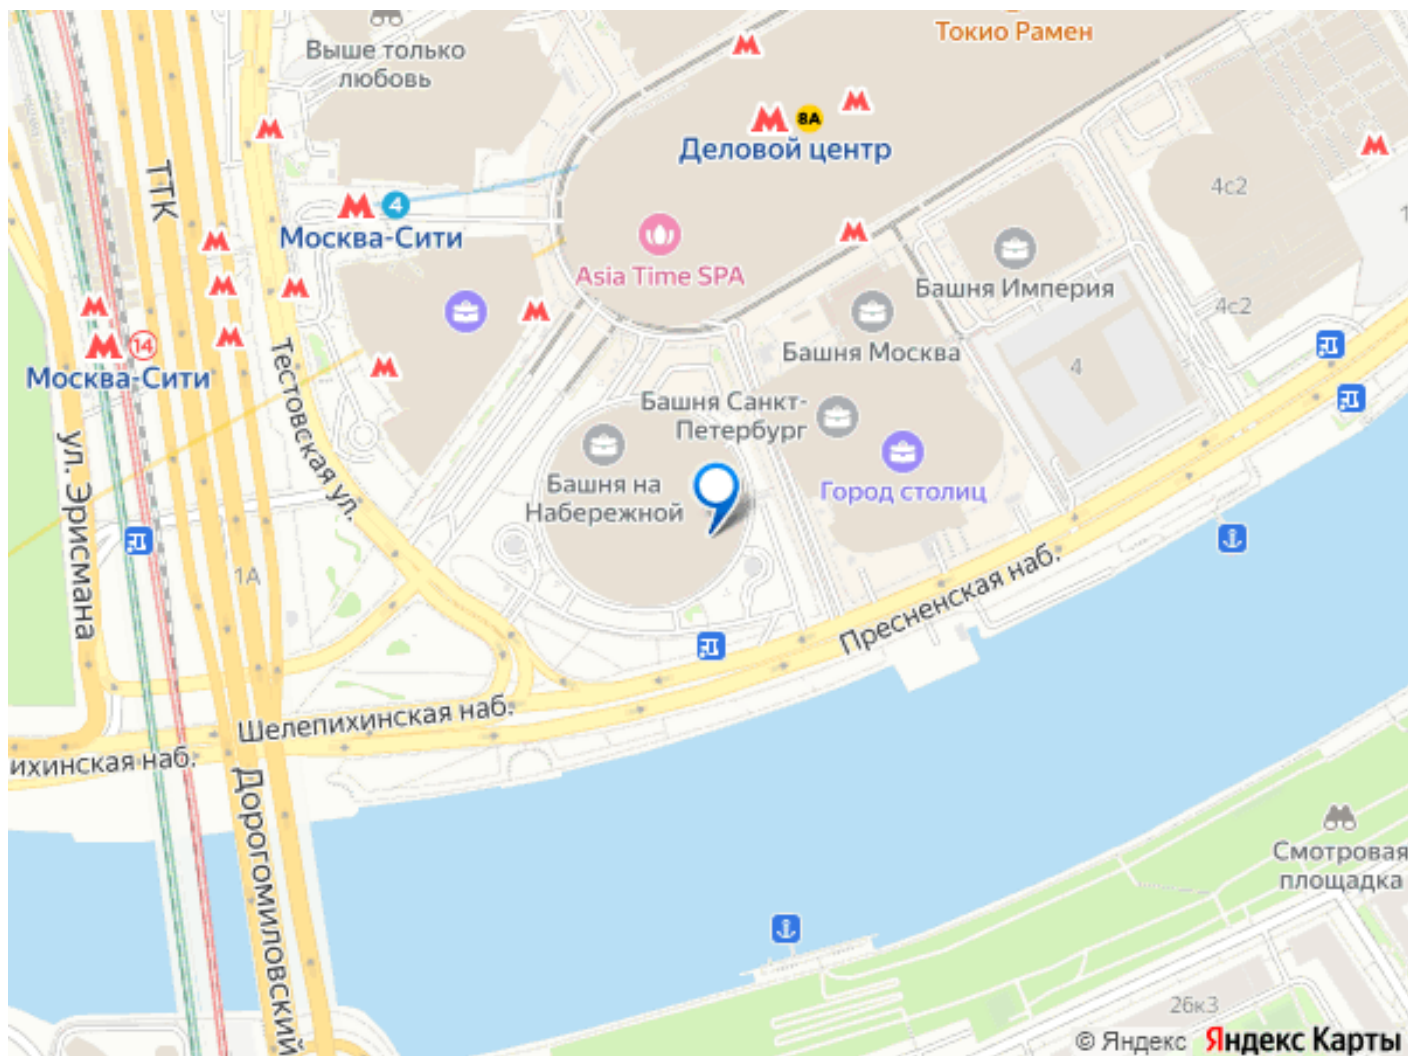 Токио Рамен
Выше только
любовь
8А
Деловой центр
4с2
ТТК
4
Москва-Сити
Asia Time SPA
Башня Империя
4с2
14
Москва-Сити
Башня Москва
4
Тестовская ул.
Башня Санкт-
Петербург
ул. Эрисмана
Башня на
Набережной
Город столиц
1А
Пресненская наб.
Шелепихинская наб.
ихинская наб.
Дорогомиловский
Смотровая
площадка
26к3
© Яндекс Яндекс Карты